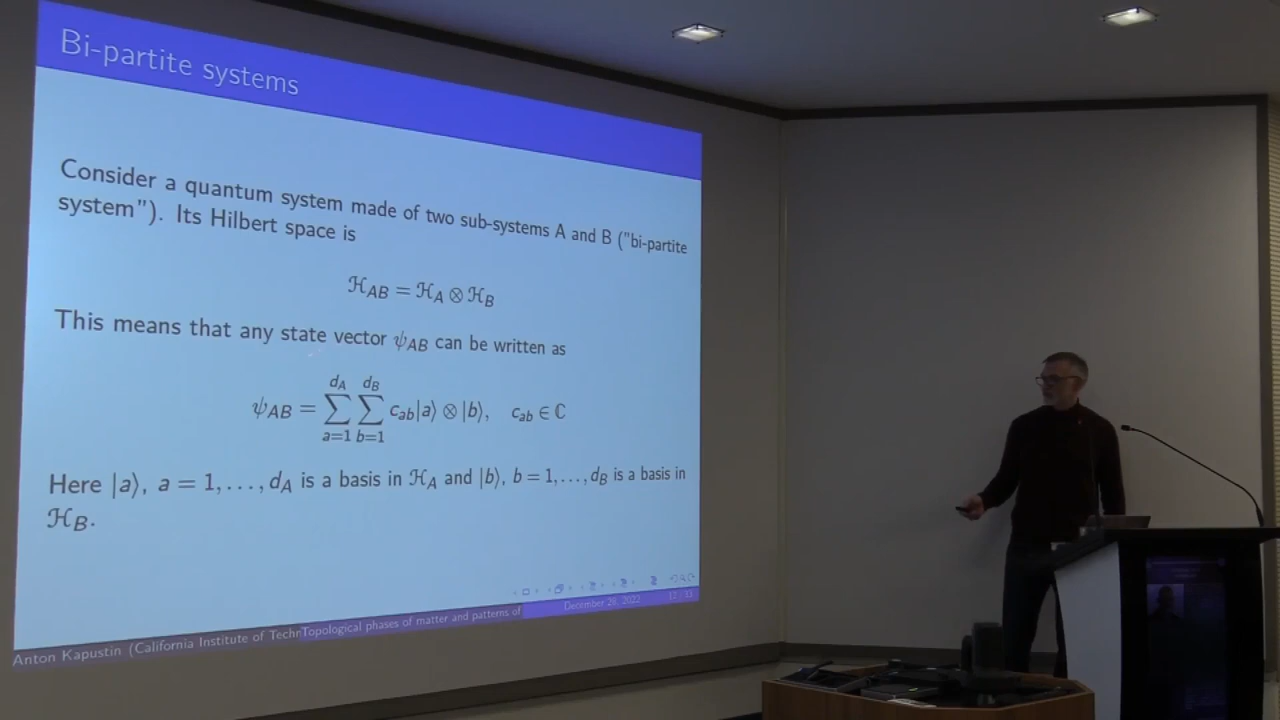 Bi-partite systems
Consider a quantum system made of two sub-systems A and B ("bi-partite
system"). Its Hilbert space is
ℋ_AB = ℋ_A ⊗ ℋ_B
This means that any state vector ψ_AB can be written as
ψ_AB = ∑_{a=1}^{d_A} ∑_{b=1}^{d_B} c_ab|a⟩ ⊗ |b⟩, c_ab ∈ ℂ
Here |a⟩, a = 1, . . . , d_A is a basis in ℋ_A and |b⟩, b = 1, . . . , d_B is a basis in
ℋ_B.
Anton Kapustin (California Institute of Techn Topological phases of matter and patterns of December 2022